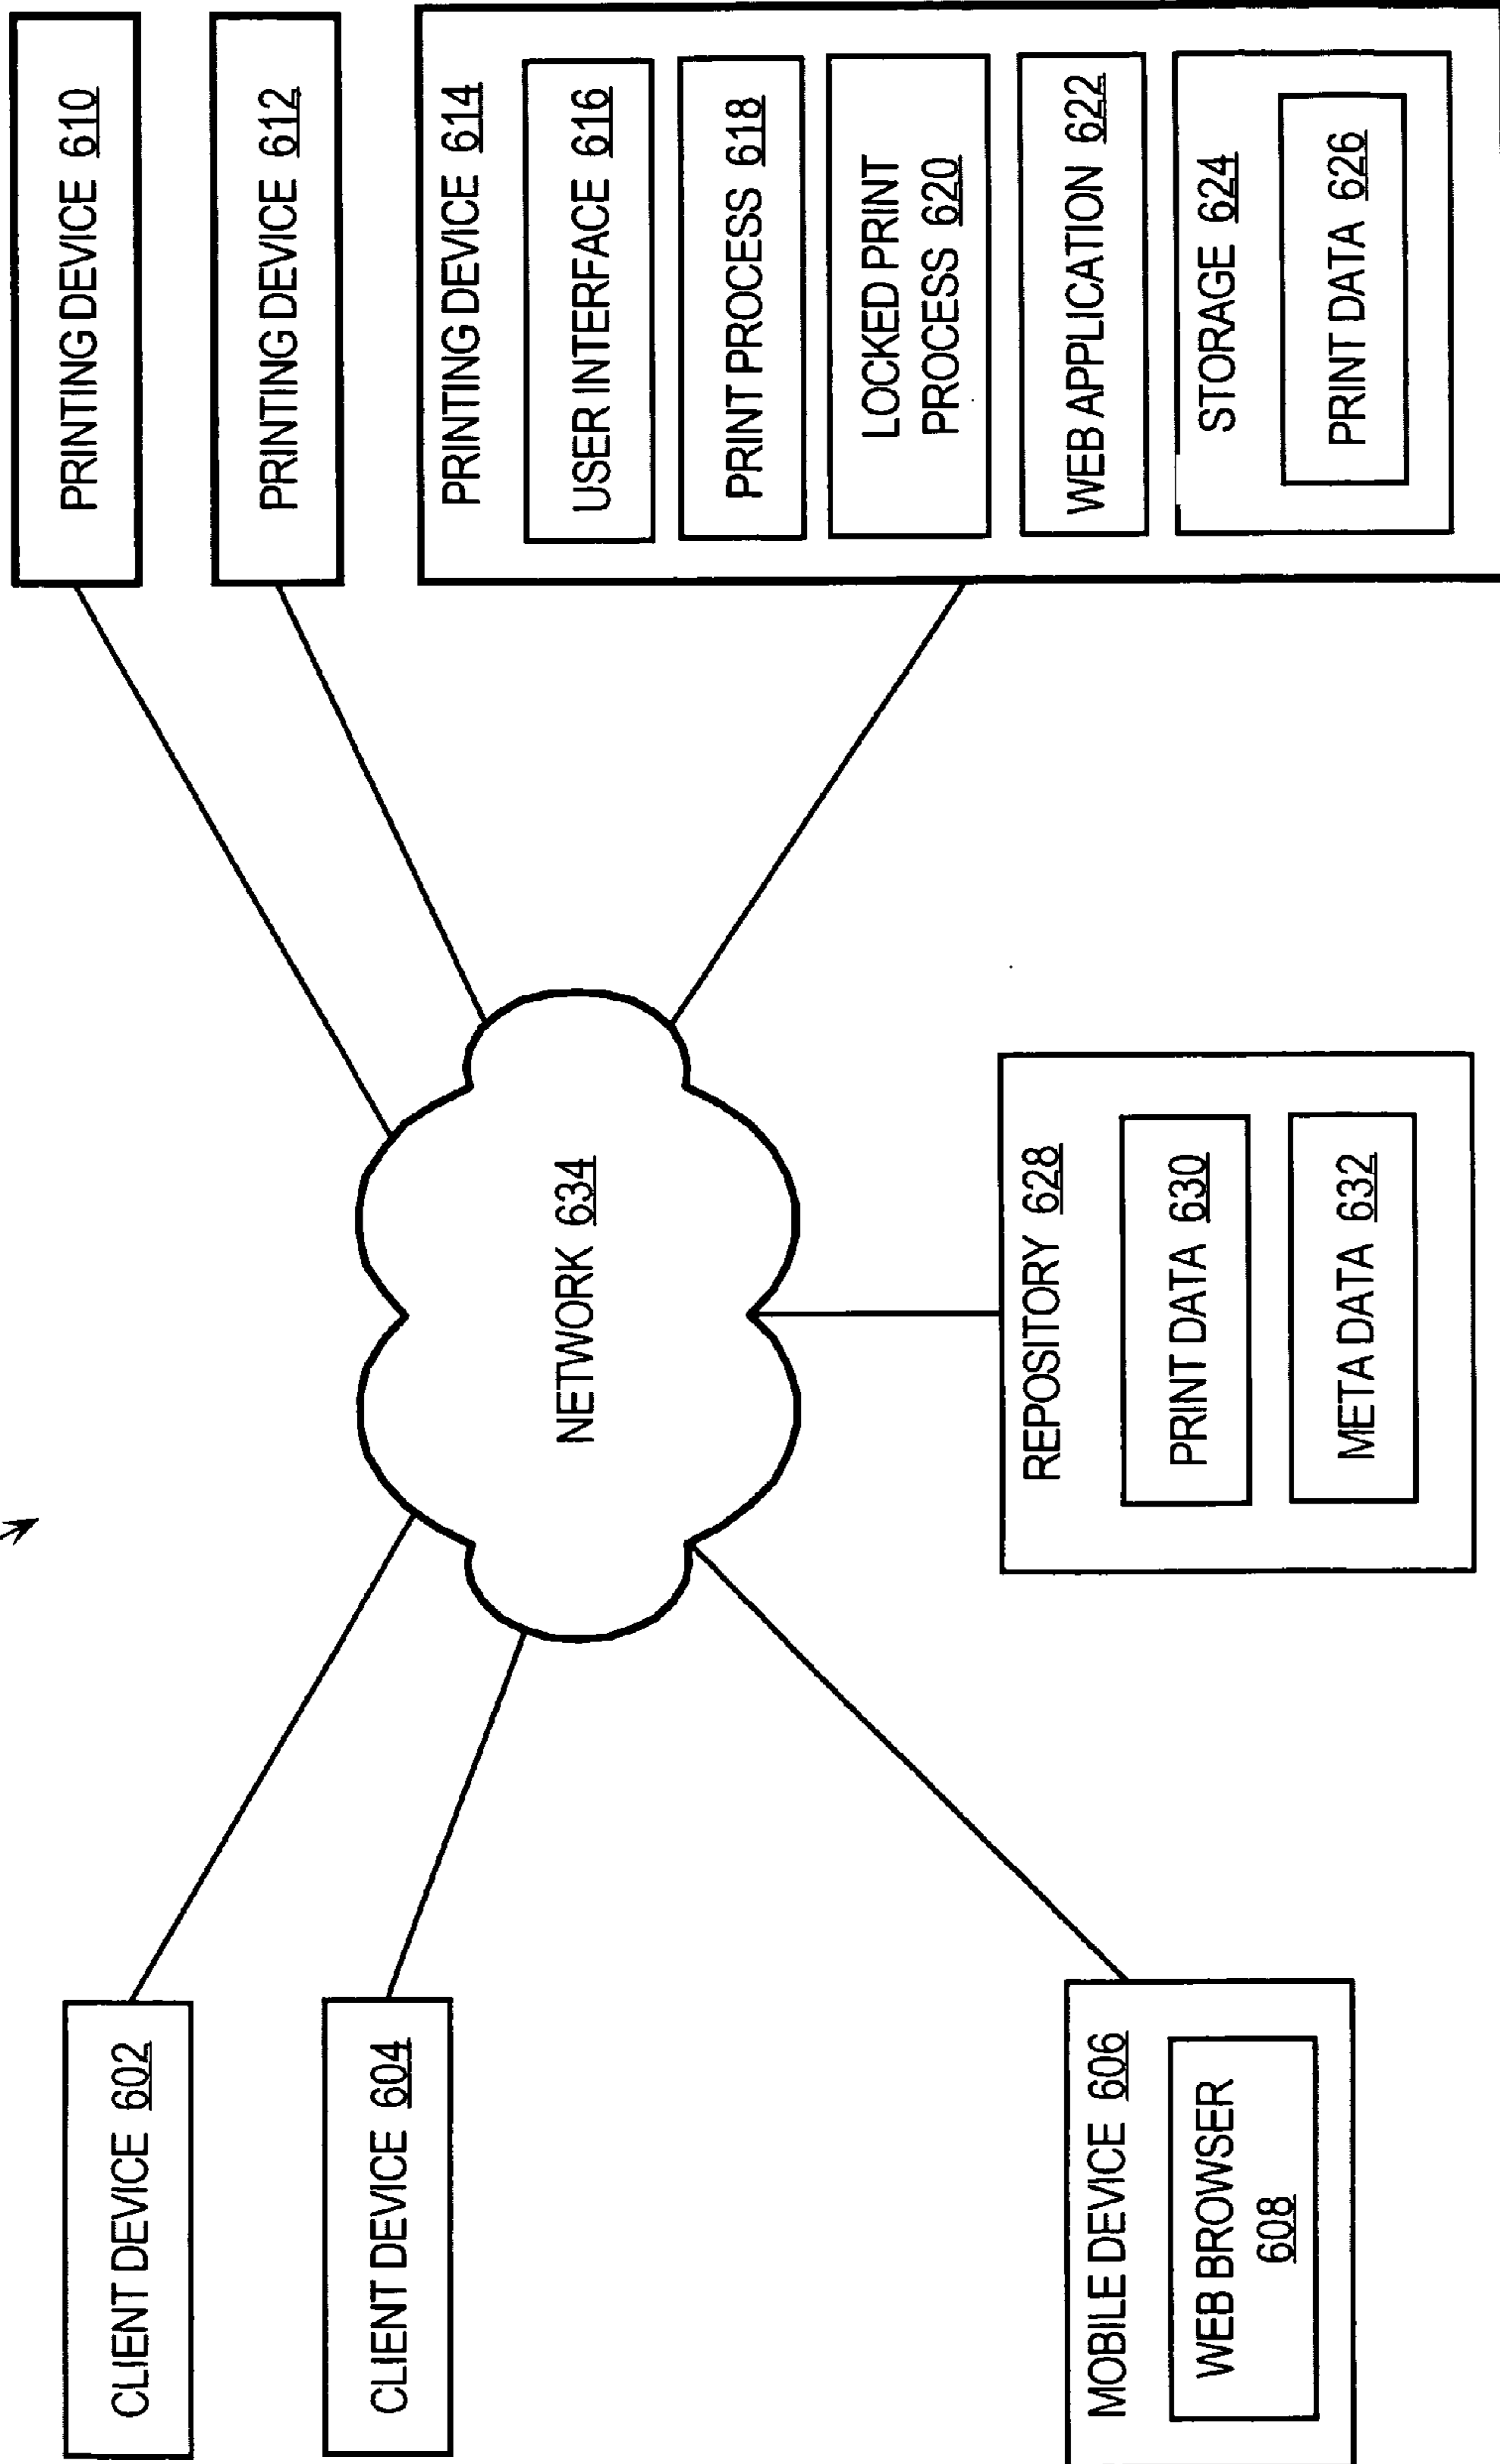 CLIENT DEVICE 602
CLIENT DEVICE 604
MOBILE DEVICE 606
WEB BROWSER
608
NETWORK 634
REPOSITORY 628
PRINT DATA 630
META DATA 632
PRINTING DEVICE 610
PRINTING DEVICE 612
PRINTING DEVICE 614
USER INTERFACE 616
PRINT PROCESS 618
LOCKED PRINT
PROCESS 620
WEB APPLICATION 622
STORAGE 624
PRINT DATA 626